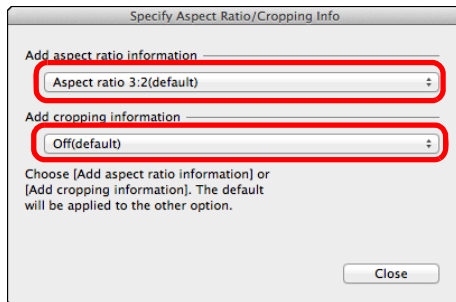 Specify Aspect Ratio/Cropping Info
Add aspect ratio information
Aspect ratio 3:2(default)
Add cropping information
Off(default)
Choose [Add aspect ratio information] or
[Add cropping information]. The default
will be applied to the other option.
Close